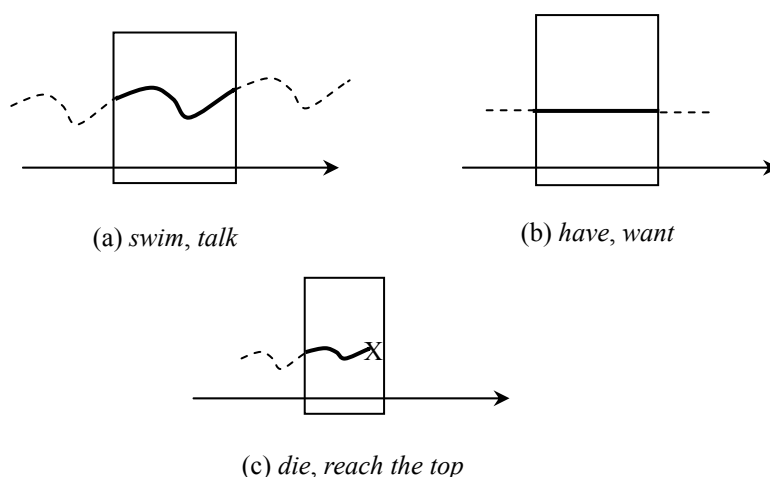 (a) swim, talk
(b) have, want
X
(c) die, reach the top